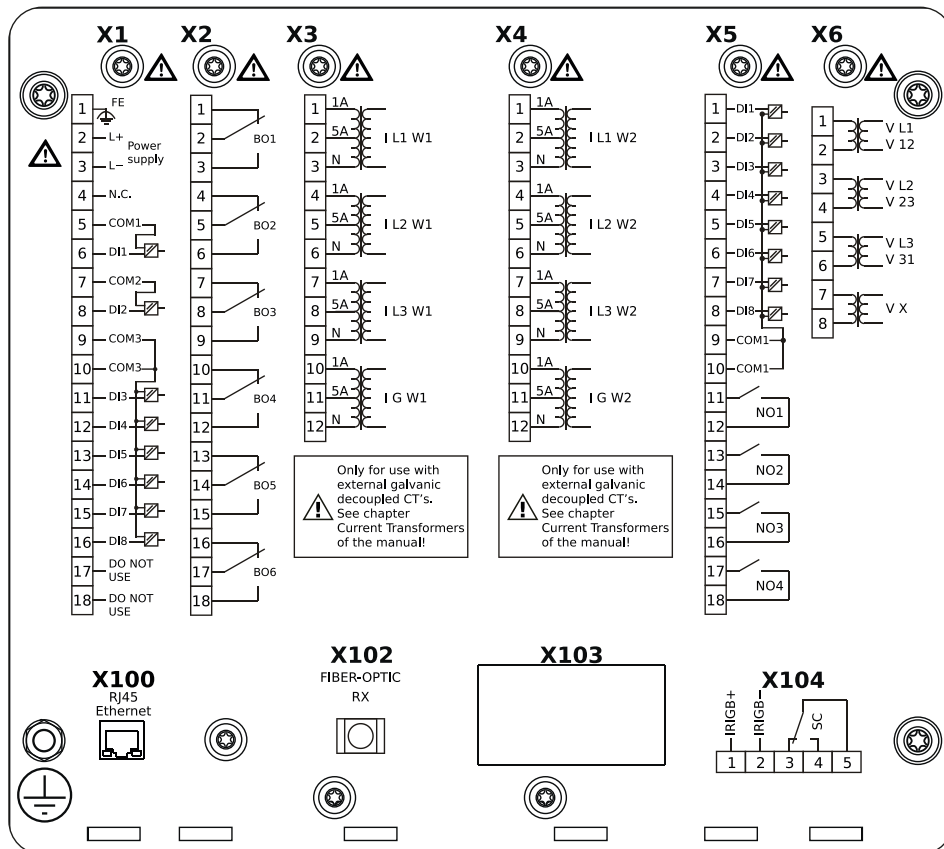 X1 X2 X3 X4 X5 X6
1 FE
2 L+
Power
supply
3 L−
4 N.C.
5 COM1
6 DI1
7 COM2
8 DI2
9 COM3
10 COM3
11 DI3
12 DI4
13 DI5
14 DI6
15 DI7
16 DI8
17 DO NOT
USE
18 DO NOT
USE
1
2 BO1
3
4
5 BO2
6
7
8 BO3
9
10
11 BO4
12
13
14 BO5
15
16
17 BO6
18
1 1A
2 5A I L1 W1
3 N
4 1A
5 5A I L2 W1
6 N
7 1A
8 5A I L3 W1
9 N
10 1A
11 5A I G W1
12 N
Only for use with
external galvanic
decoupled CT's.
See chapter
Current Transformers
of the manual!
1 1A
2 5A I L1 W2
3 N
4 1A
5 5A I L2 W2
6 N
7 1A
8 5A I L3 W2
9 N
10 1A
11 5A I G W2
12 N
Only for use with
external galvanic
decoupled CT's.
See chapter
Current Transformers
of the manual!
1 DI1
2 DI2
3 DI3
4 DI4
5 DI5
6 DI6
7 DI7
8 DI8
9 COM1
10 COM1
11
NO1
12
13
NO2
14
15
NO3
16
17
NO4
18
1 V L1
2 V 12
3 V L2
4 V 23
5 V L3
6 V 31
7
V X
8
X100
RJ45
Ethernet
X102
FIBER-OPTIC
RX
X103
X104
IRIGB+
IRIGB−
SC
1 2 3 4 5